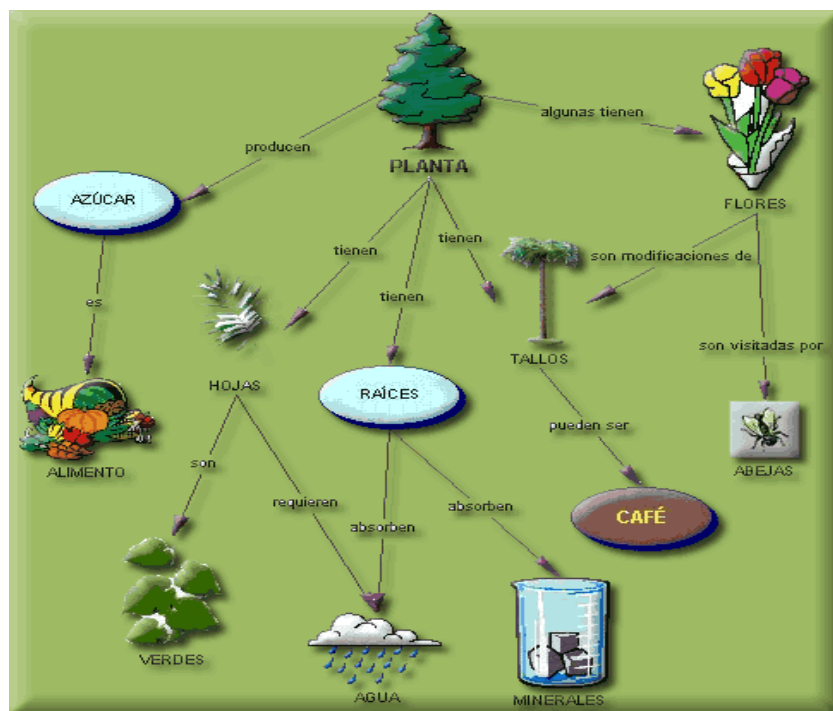 algunas tienen
producen
PLANTA
AZÚCAR
FLORES
tienen
tienen
son modificaciones de
es
tienen
son visitadas por
TALLOS
HOJAS
RAÍCES
pueden ser
ALIMENTO
ABEJAS
son
requieren
absorben
absorben
CAFÉ
VERDES
AGUA
MINERALES